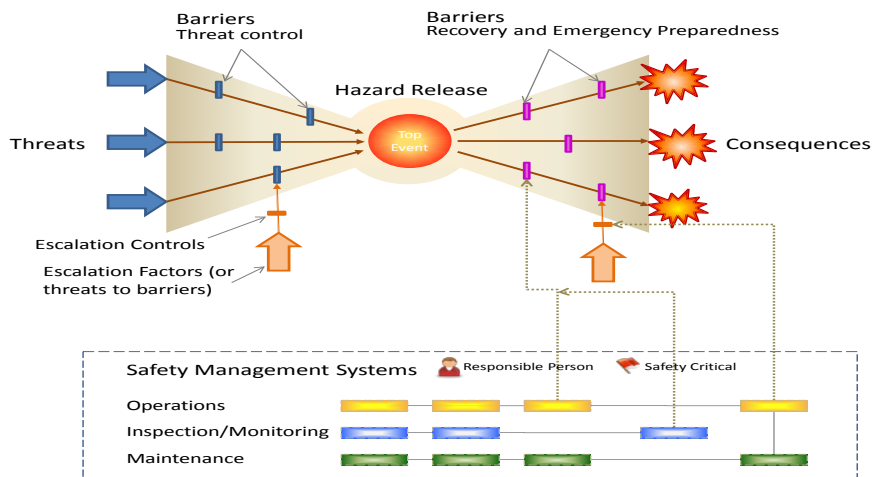 Barriers
Threat control
Barriers
Recovery and Emergency Preparedness
Hazard Release
Threats
Top
Event
Consequences
Escalation Controls
Escalation Factors (or
threats to barriers)
Safety Management Systems
Responsible Person
Safety Critical
Operations
Inspection/Monitoring
Maintenance